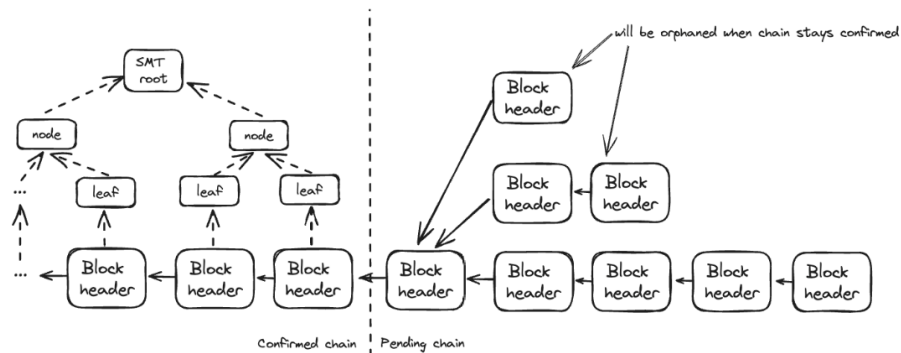 SMT
root
will be orphaned when chain stays confirmed
Block
header
node
node
...
leaf
leaf
leaf
Block
header
Block
header
...
Block
header
Block
header
Block
header
Block
header
Block
header
Block
header
Block
header
Block
header
Confirmed chain
Pending chain